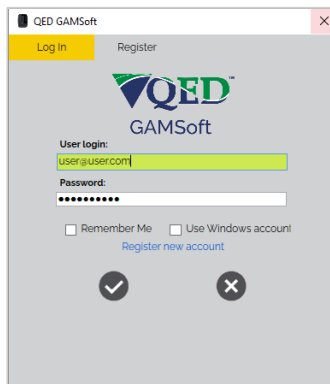 QED GAMSoft
Log In Register
QED™
GAMSoft
User login:
user@user.com
Password:
Remember Me Use Windows account
Register new account